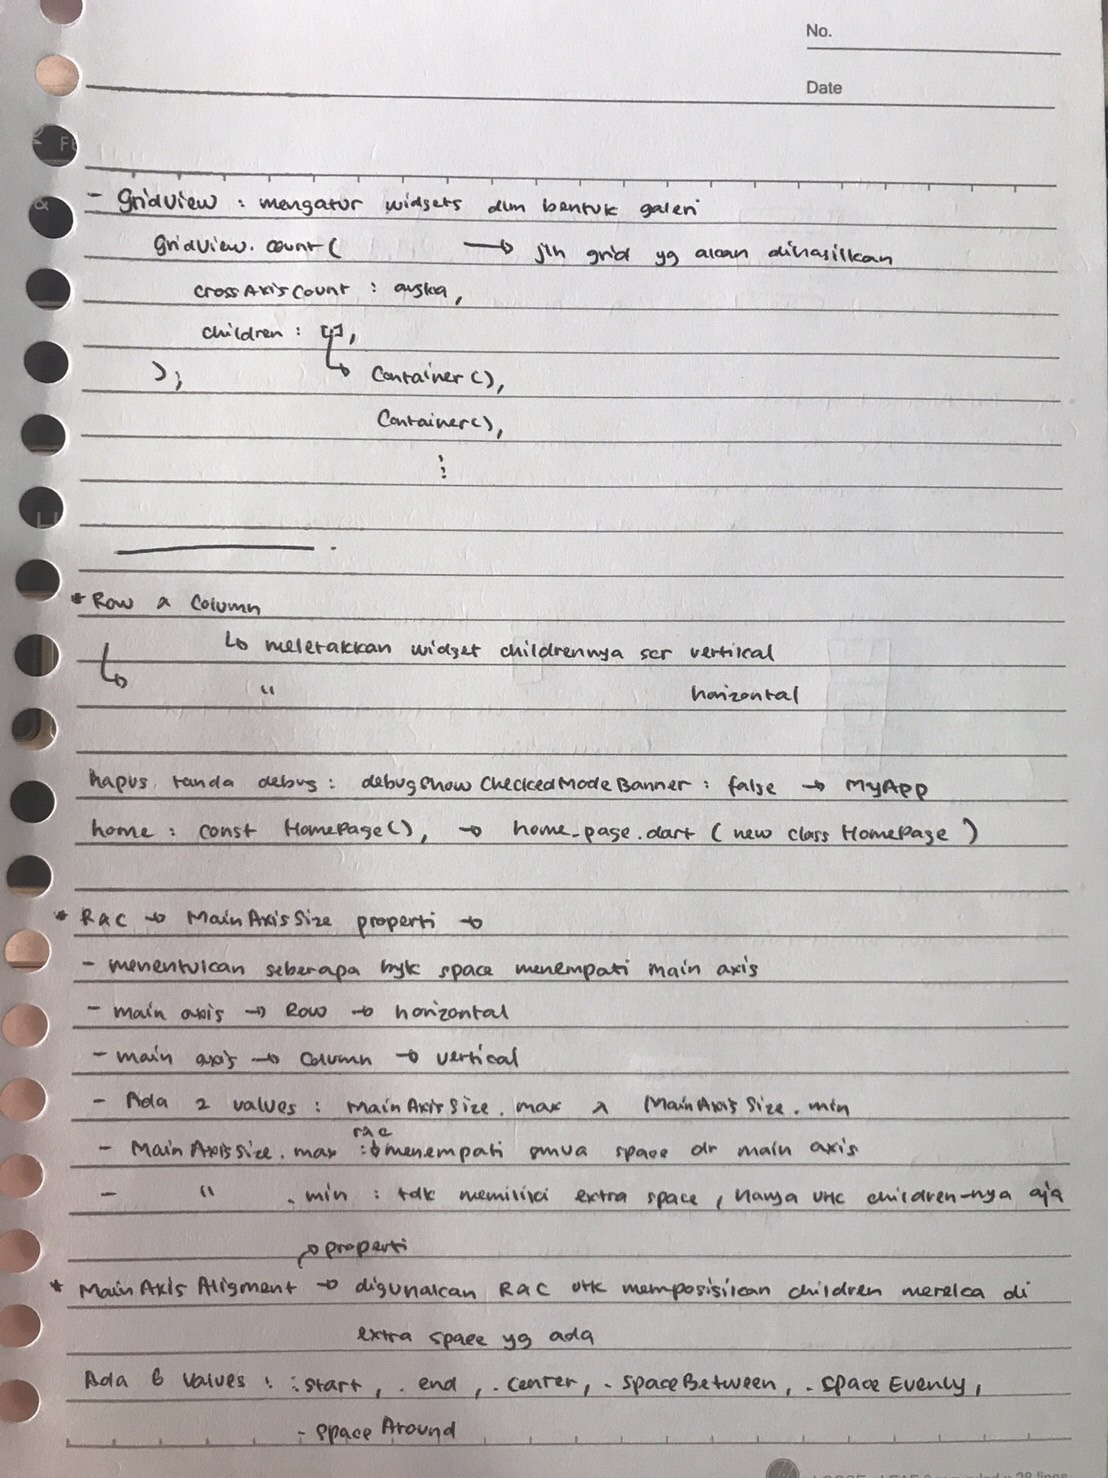 No.
Date
- GridView : mengatur widgets dlm bentuk galeri
GridView.count( → jlh grid yg akan dihasilkan
crossAxisCount : angka,
children : [],
); ↳ Container(),
Container(),
⋮
* Row & Column
↳ meletakkan widget childrennya scr vertikal
↳ " horizontal
hapus tanda debug : debugShowCheckedModeBanner : false → MyApp
home : const HomePage(), → home_page.dart ( new class HomePage )
* R&C → MainAxisSize properti →
- menentukan seberapa byk space menempati main axis
- main axis → Row → horizontal
- main axis → Column → vertical
- Ada 2 values : MainAxisSize.max & MainAxisSize.min
r&c
- MainAxisSize.max : menempati smua space dr main axis
- " .min : tdk memiliki extra space, hanya utk children-nya aja
↗ properti
* MainAxisAligment → digunakan R&C utk memposisikan children mereka di
extra space yg ada
Ada 6 values : .start, .end, .center, .spaceBetween, .spaceEvenly,
.spaceAround